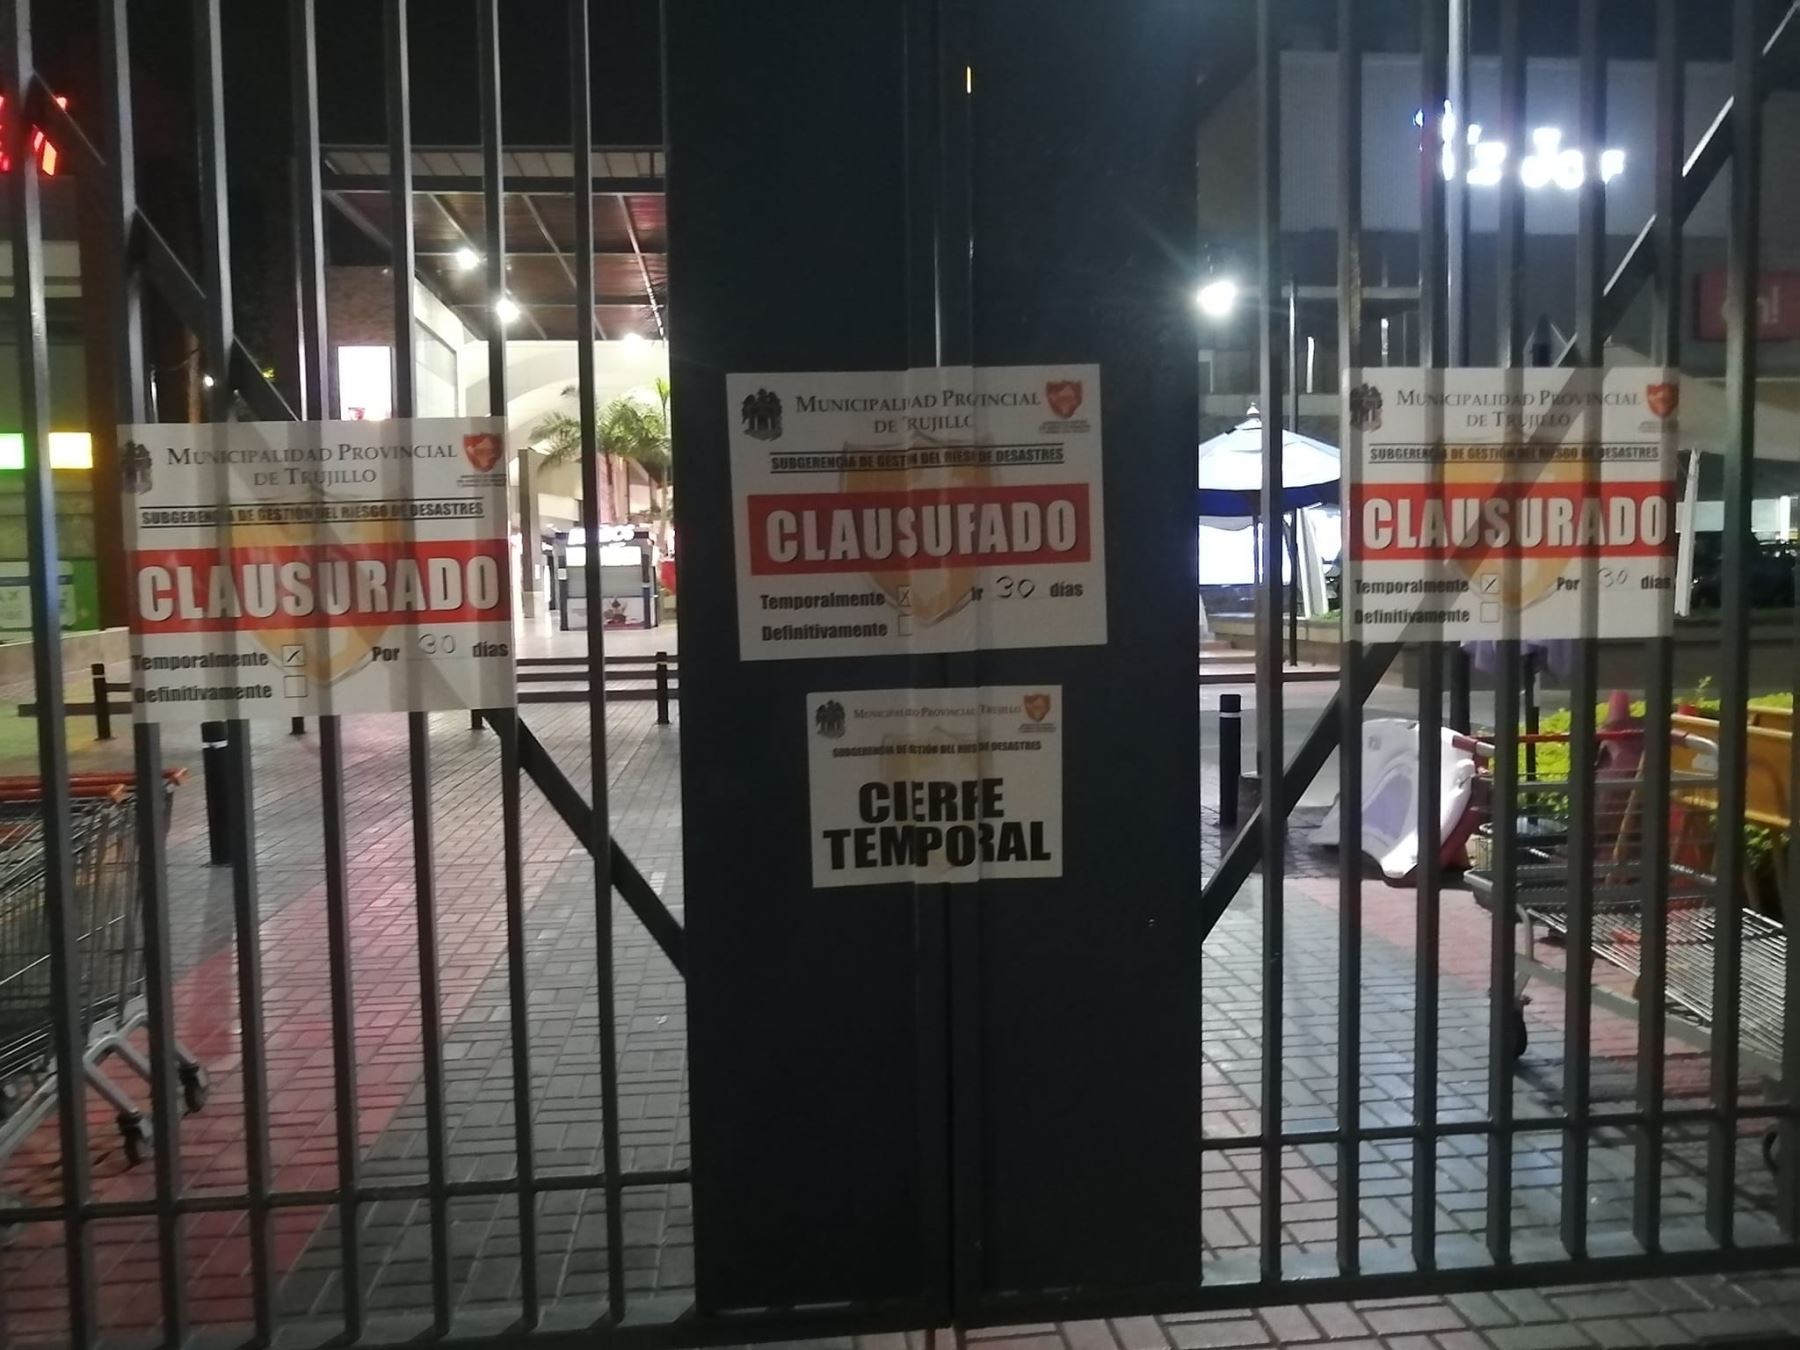 MUNICIPALIDAD PROVINCIAL
DE TRUJILLO
SUBGERENCIA DE GESTIÓN DEL RIESGO DE DESASTRES
CLAUSURADO
Temporalmente X Por 30 días
Definitivamente
MUNICIPALIDAD PROVINCIAL
DE TRUJILLO
SUBGERENCIA DE GESTIN DEL RIESG DE DESASTRES
CLAUSUFADO
Temporalmente X r 30 días
Definitivamente
MUNICIPALIDAD PROVINCIAL TRUJILLO
SUBGERENCIA DE GSTIÓN DEL RIESGO DE DESASTRES
CIERFE
TEMPORAL
MUNICIPALIDAD PROVINCIAL
DE TRUJILLO
SUBGERENCIA DE GESTIÓN DEL RIESGO DE DESASTRES
CLAUSURADO
Temporalmente X Por 30 días
Definitivamente